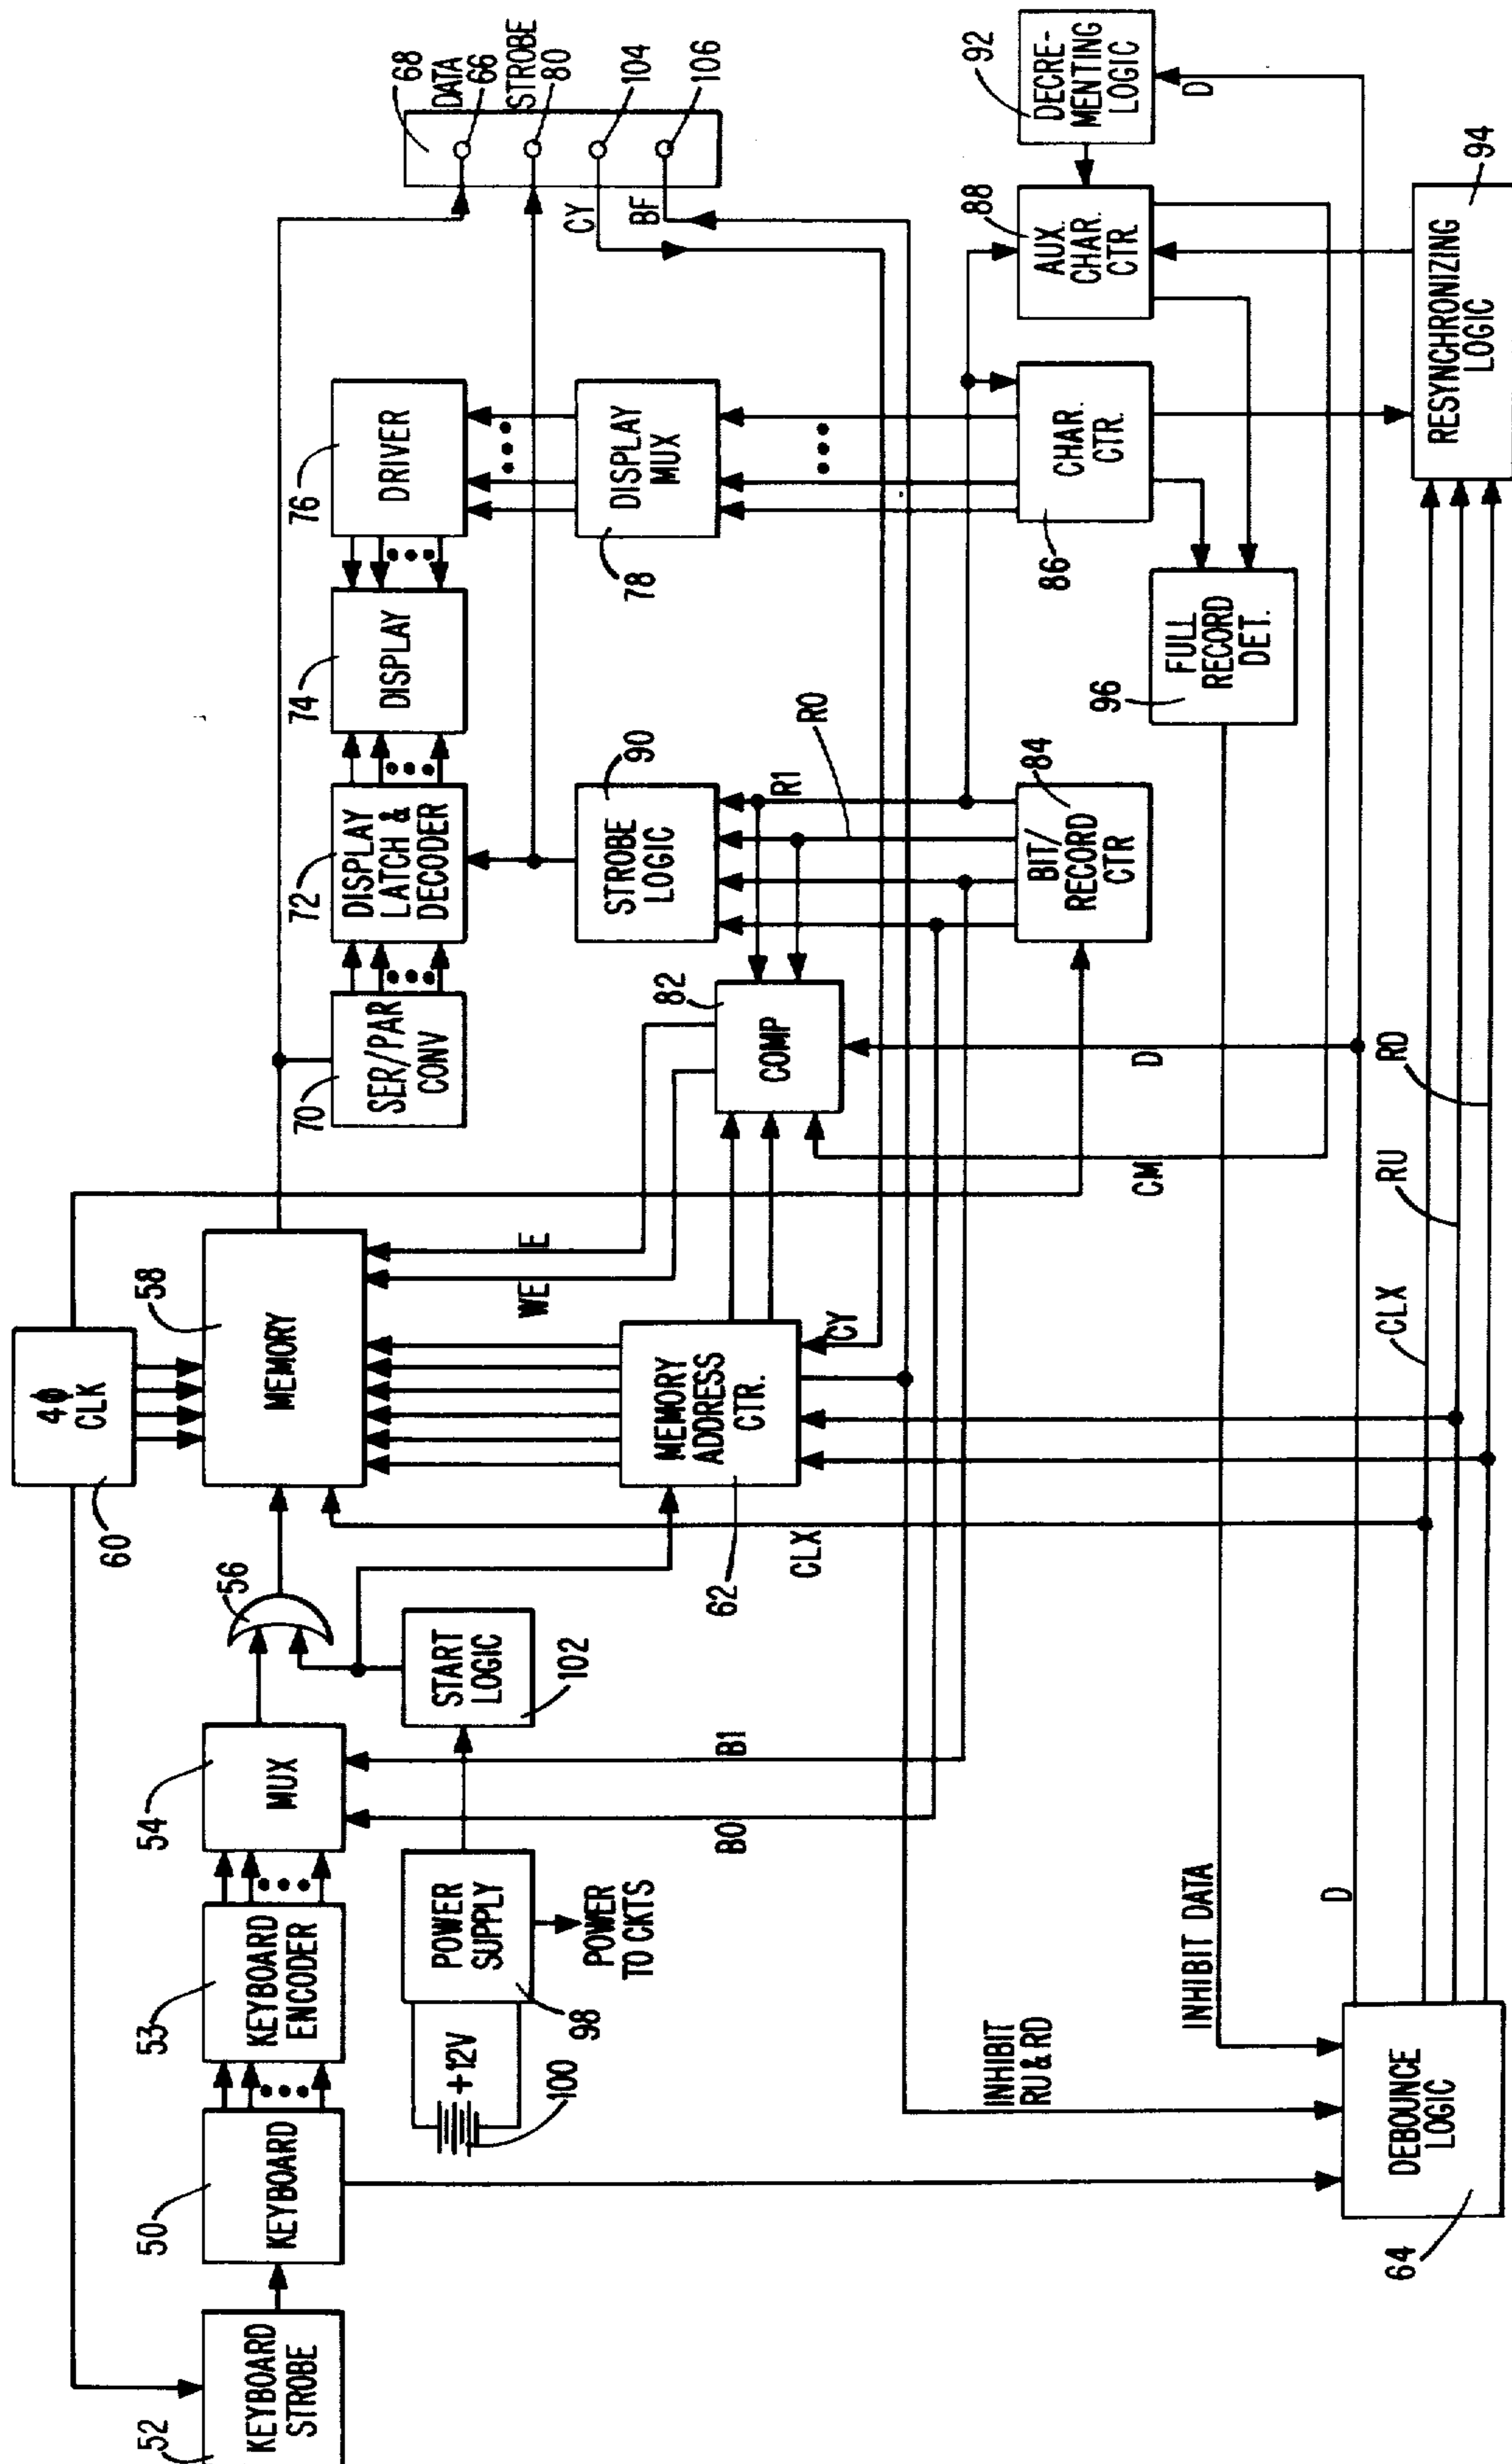 52
KEYBOARD
STROBE
50
KEYBOARD
53
KEYBOARD
ENCODER
54
MUX
56
60
4Φ
CLK
58
MEMORY
70
SER/PAR
CONV
72
DISPLAY
LATCH &
DECODER
74
DISPLAY
76
DRIVER
68
DATA
66
STROBE
80
104
106
CY
BF
+12V
100
POWER
SUPPLY
98
POWER
TO CKTS
START
LOGIC
102
62
MEMORY
ADDRESS
CTR.
CY
WE
E
82
COMP
90
STROBE
LOGIC
R1
R0
78
DISPLAY
MUX
B0
B1
CLX
CM
D
84
BIT/
RECORD
CTR
86
CHAR.
CTR.
88
AUX.
CHAR.
CTR.
92
DECRE-
MENTING
LOGIC
D
96
FULL
RECORD
DET.
INHIBIT
RU & RD
INHIBIT DATA
D
64
DEBOUNCE
LOGIC
CLX
RU
RD
RESYNCHRONIZING
LOGIC
94